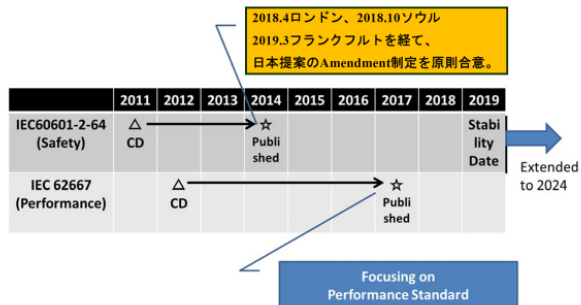 2018.4ロンドン、2018.10ソウル
2019.3フランクフルトを経て、
日本提案のAmendment制定を原則合意。
2011 2012 2013 2014 2015 2016 2017 2018 2019
IEC60601-2-64
(Safety)
△
CD
☆
Publi
shed
Stabi
lity
Date
Extended
to 2024
IEC 62667
(Performance)
△
CD
☆
Publi
shed
Focusing on
Performance Standard